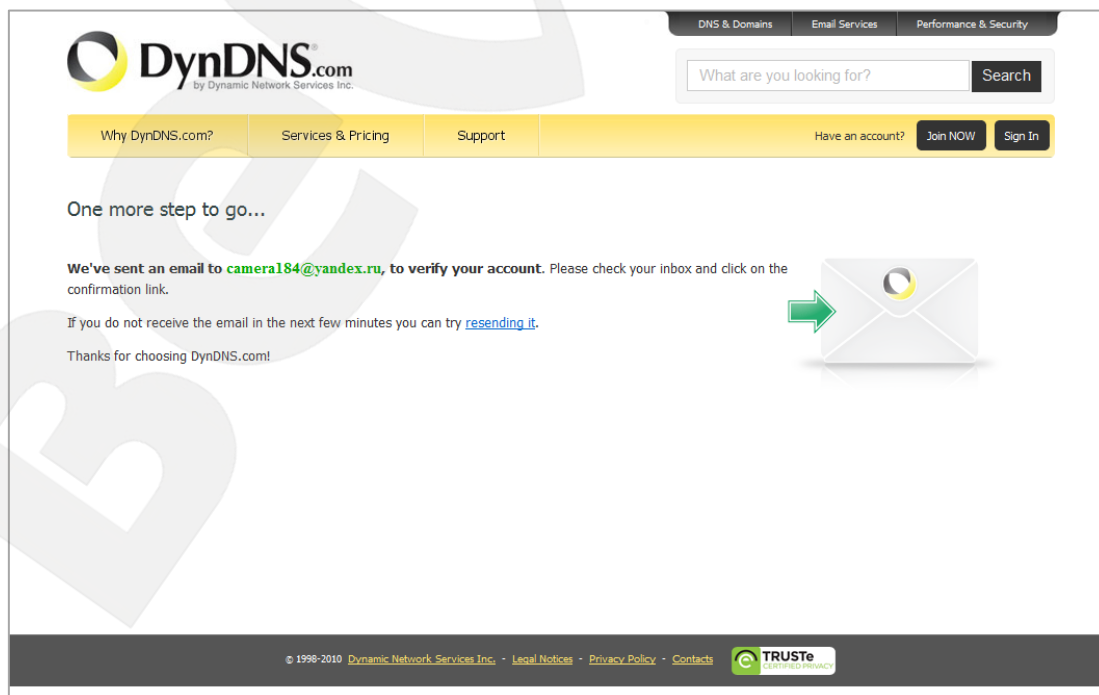 DNS & Domains Email Services Performance & Security
DynDNS®.com
by Dynamic Network Services Inc.
What are you looking for? Search
Why DynDNS.com? Services & Pricing Support Have an account? Join NOW Sign In
One more step to go...
We've sent an email to camera184@yandex.ru, to verify your account. Please check your inbox and click on the
confirmation link.
If you do not receive the email in the next few minutes you can try resending it.
Thanks for choosing DynDNS.com!
© 1998-2010 Dynamic Network Services Inc. - Legal Notices - Privacy Policy - Contacts
TRUSTe
CERTIFIED PRIVACY